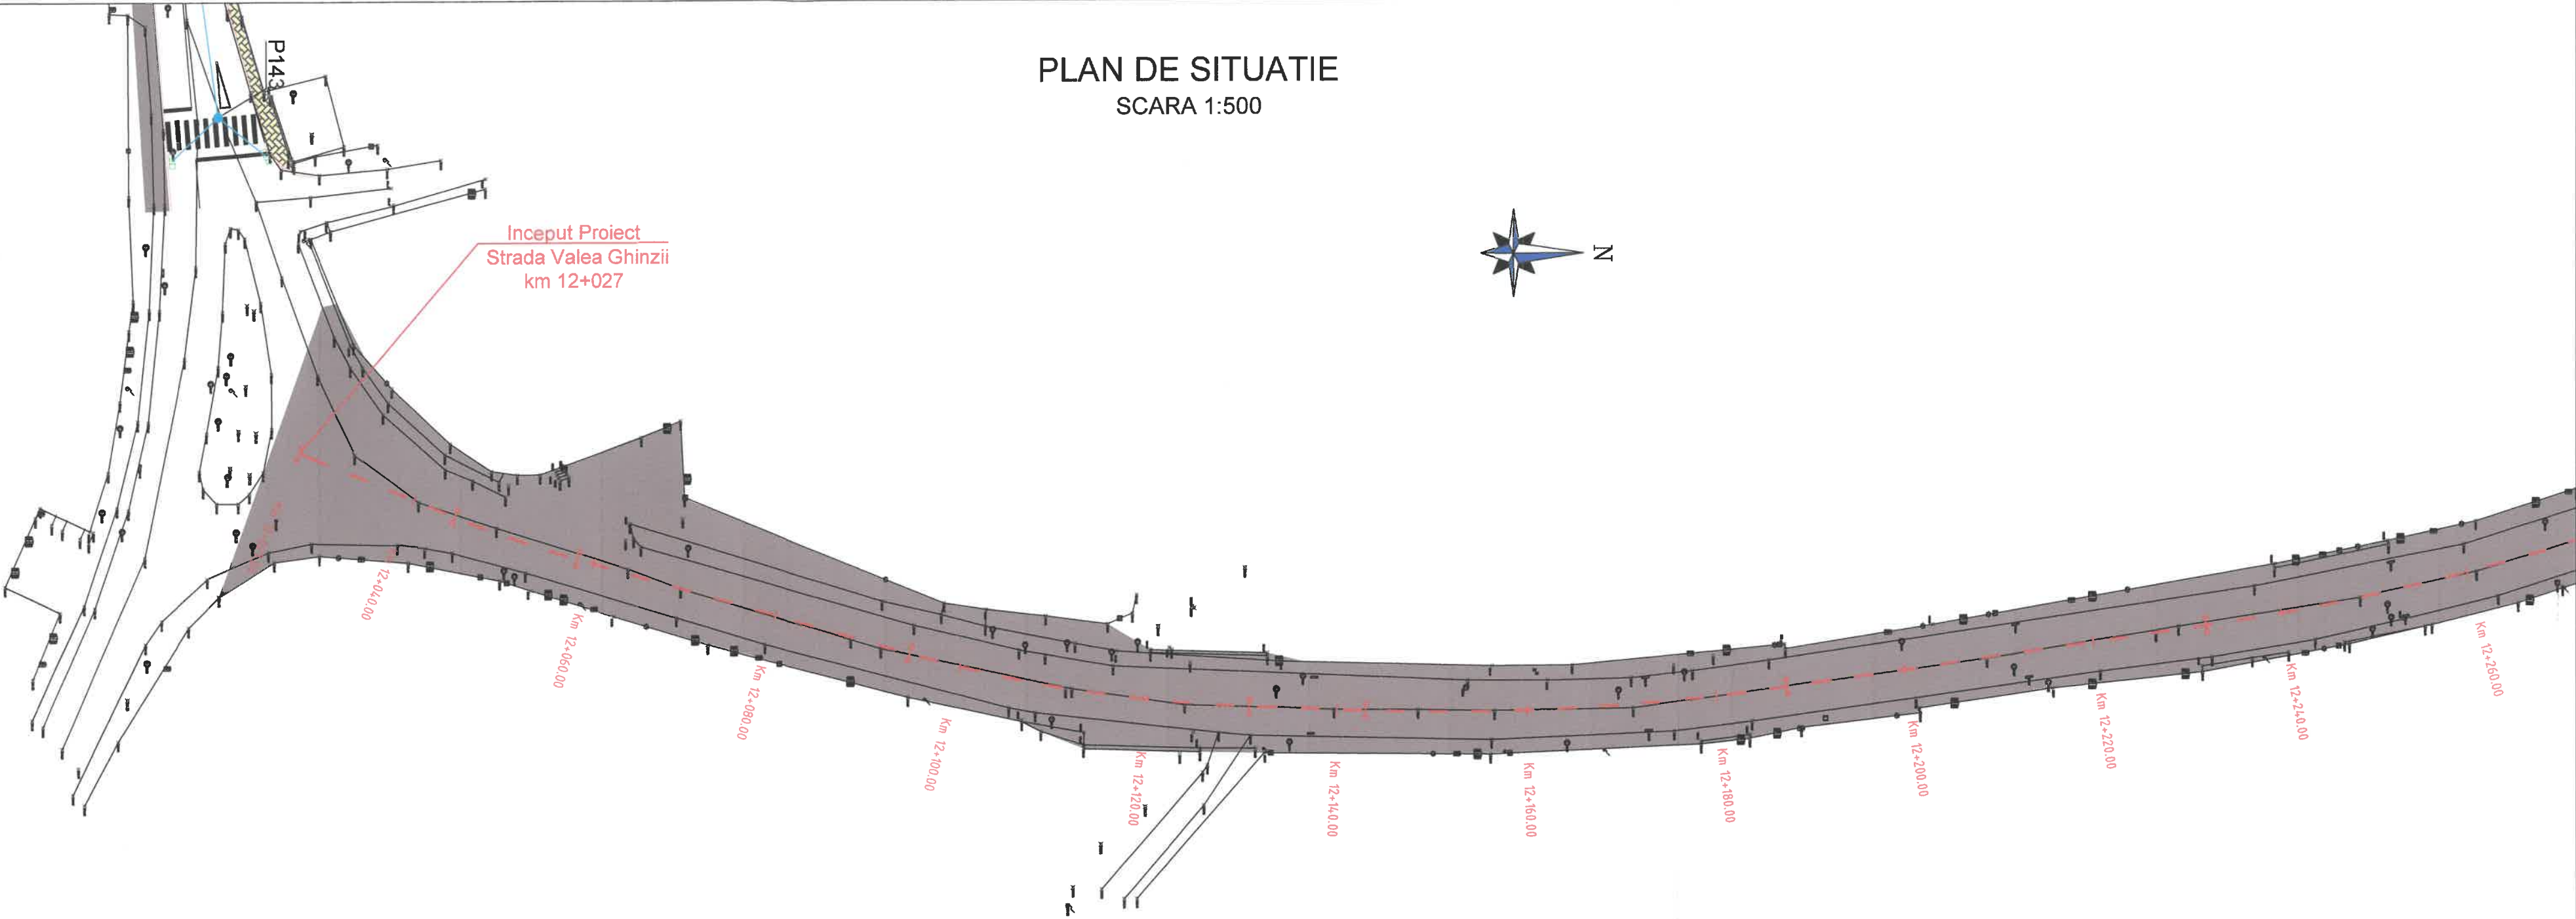 PLAN DE SITUATIE
SCARA 1:500
P143
Inceput Proiect
Strada Valea Ghinzii
km 12+027
N
Km 12+060.00
Km 12+080.00
Km 12+100.00
Km 12+120.00
Km 12+140.00
Km 12+160.00
Km 12+180.00
Km 12+200.00
Km 12+220.00
Km 12+240.00
Km 12+260.00
12+040.00